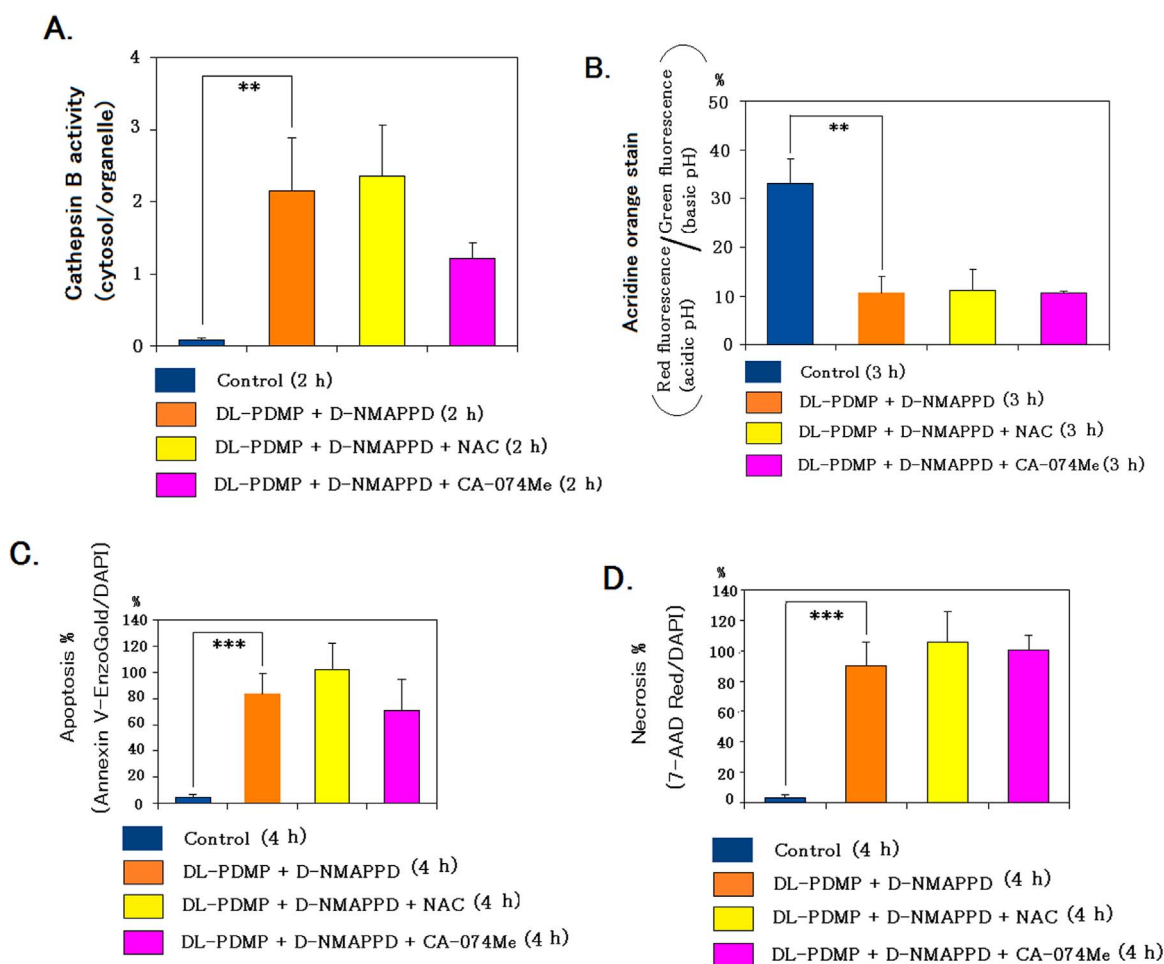 A.
Cathepsin B activity
(cytosol/organelle)
4
3
2
1
0
**
Control (2 h)
DL-PDMP + D-NMAPPD (2 h)
DL-PDMP + D-NMAPPD + NAC (2 h)
DL-PDMP + D-NMAPPD + CA-074Me (2 h)
B.
Acridine orange stain
Red fluorescence
(acidic pH)
/
Green fluorescence
(basic pH)
%
50
40
30
20
10
0
**
Control (3 h)
DL-PDMP + D-NMAPPD (3 h)
DL-PDMP + D-NMAPPD + NAC (3 h)
DL-PDMP + D-NMAPPD + CA-074Me (3 h)
C.
Apoptosis %
(Annexin V-EnzoGold/DAPI)
%
140
120
100
80
60
40
20
0
***
Control (4 h)
DL-PDMP + D-NMAPPD (4 h)
DL-PDMP + D-NMAPPD + NAC (4 h)
DL-PDMP + D-NMAPPD + CA-074Me (4 h)
D.
Necrosis %
(7-AAD Red/DAPI)
%
140
120
100
80
60
40
20
0
***
Control (4 h)
DL-PDMP + D-NMAPPD (4 h)
DL-PDMP + D-NMAPPD + NAC (4 h)
DL-PDMP + D-NMAPPD + CA-074Me (4 h)